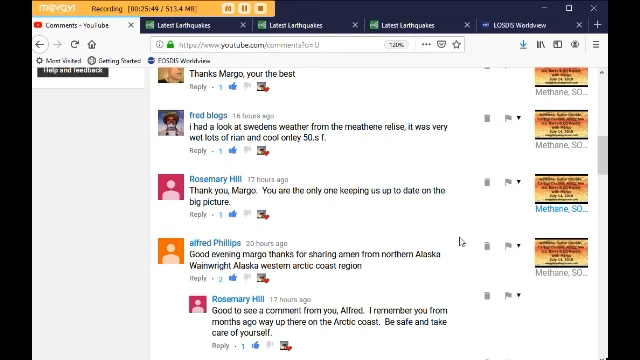 movavi
Recording
[00:25:49 / 513.4 MB]
Comments - YouTube
Latest Earthquakes
Latest Earthquakes
Latest Earthquakes
EOSDIS Worldview
https://www.youtube.com/comments?o=U
120%
Most Visited
Getting Started
EOSDIS Worldview
Help and feedback
Thanks Margo, your the best
Reply 1
fred blogs 16 hours ago
i had a look at swedens weather from the meathene relise, it was very
wet lots of rian and cool onley 50.s f.
Reply 1
Rosemary Hill 17 hours ago
Thank you, Margo. You are the only one keeping us up to date on the
big picture.
Reply 1
alfred Phillips 20 hours ago
Good evening margo thanks for sharing amen from northern Alaska
Wainwright Alaska western arctic coast region
Reply 2
Rosemary Hill 17 hours ago
Good to see a comment from you, Alfred. I remember you from
months ago way up there on the Arctic coast. Be safe and take
care of yourself.
Reply 1
Methane, SO...
Methane, SO...
Methane, SO...
Methane, SO...